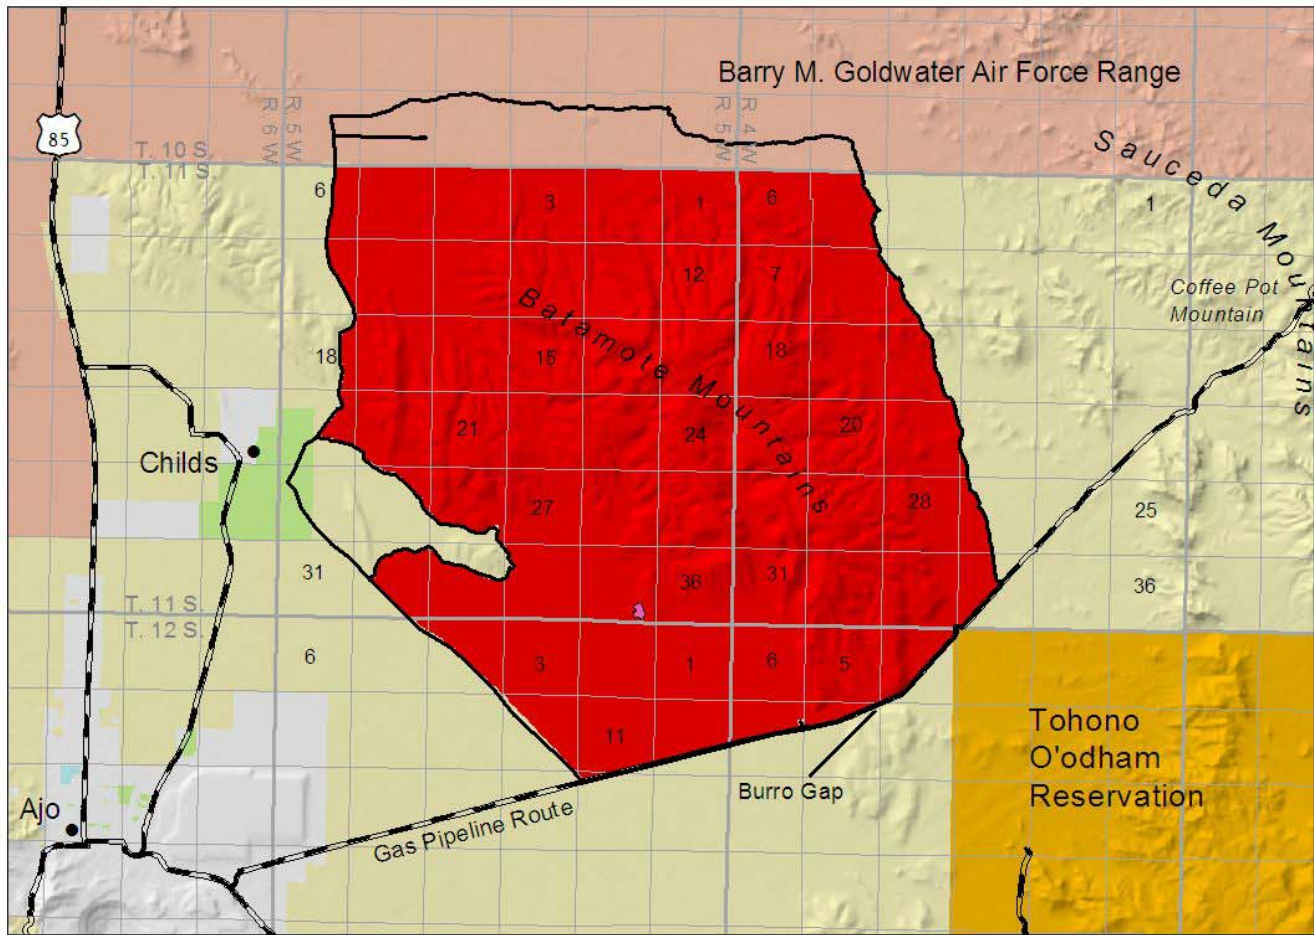 Barry M. Goldwater Air Force Range
85
R. 6 W.
R. 5 W.
R. 5 W.
R. 4 W.
T. 10 S.
T. 11 S.
Sauceda Mountains
6
3
1
6
1
12
7
Coffee Pot
Mountain
Batamote Mountains
18
15
18
21
24
20
Childs
27
28
25
31
36
31
36
T. 11 S.
T. 12 S.
6
3
1
6
5
11
Tohono
O'odham
Reservation
Burro Gap
Ajo
Gas Pipeline Route